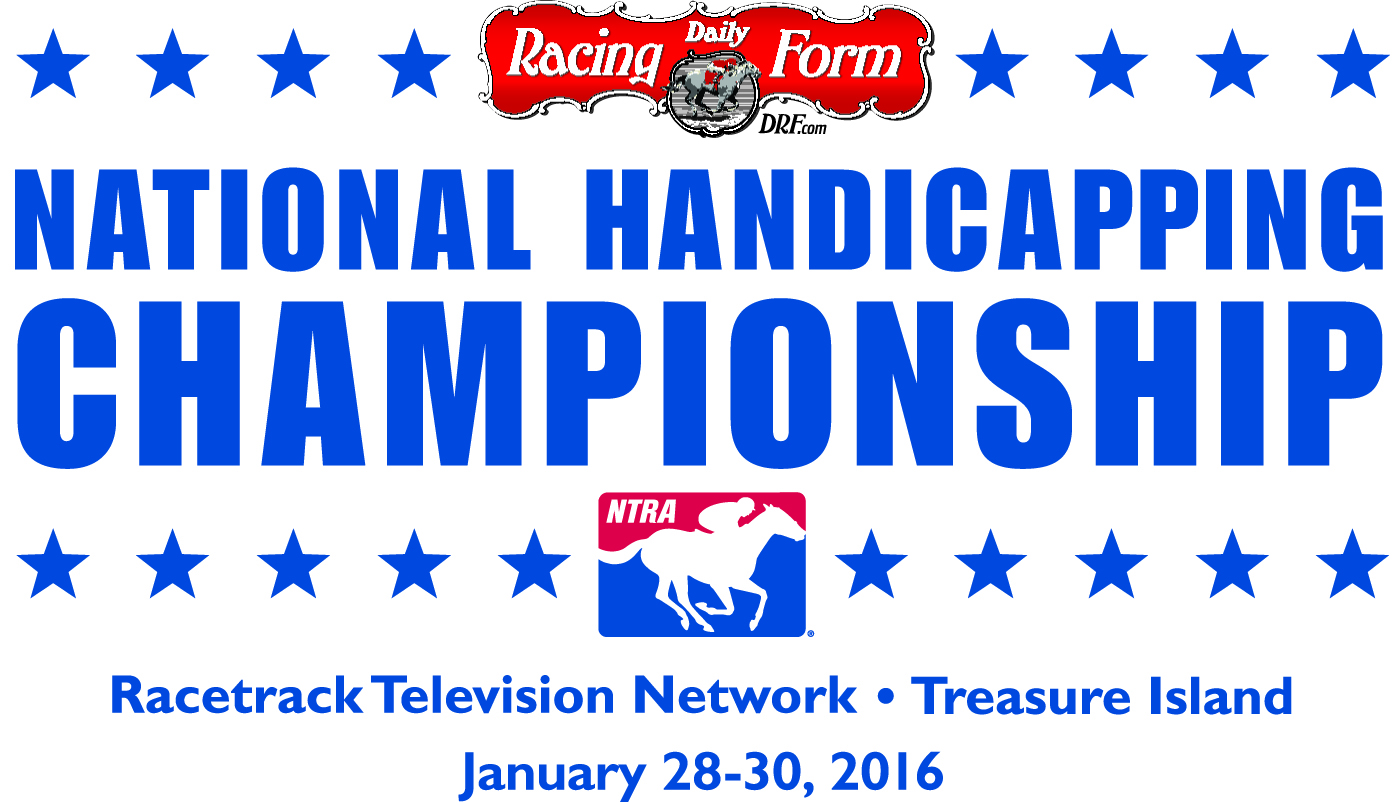 Daily
Racing Form
DRF.com
NATIONAL HANDICAPPING
CHAMPIONSHIP
NTRA
®
Racetrack Television Network • Treasure Island
January 28-30, 2016